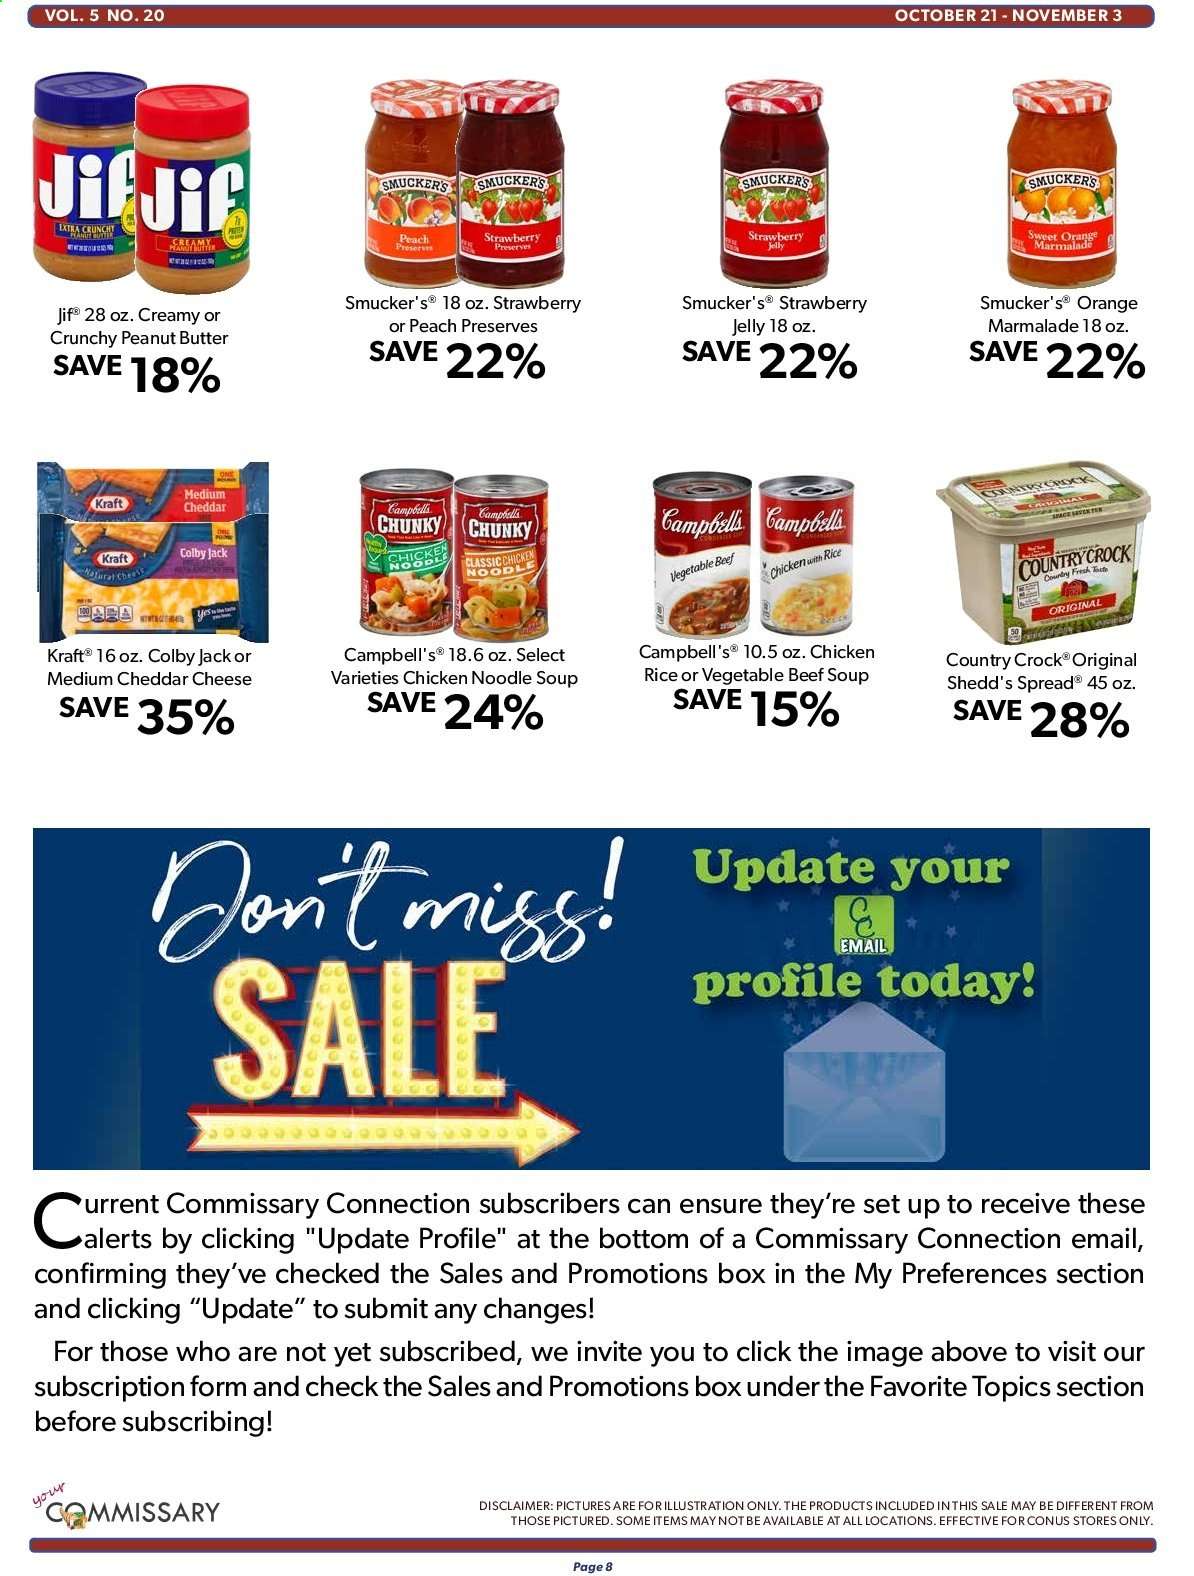 VOL. 5 NO. 20
OCTOBER 21 - NOVEMBER 3
Jif
EXTRA CRUNCHY
PEANUT BUTTER
Jif
CREAMY
PEANUT BUTTER
SMUCKER'S
Peach
Preserves
SMUCKER'S
Strawberry
Preserves
SMUCKER'S
Strawberry
Jelly
SMUCKER'S
Sweet Orange
Marmalade
Jif® 28 oz. Creamy or
Crunchy Peanut Butter
SAVE 18%
Smucker's® 18 oz. Strawberry
or Peach Preserves
SAVE 22%
Smucker's® Strawberry
Jelly 18 oz.
SAVE 22%
Smucker's® Orange
Marmalade 18 oz.
SAVE 22%
Kraft
Medium
Cheddar
Kraft
Natural Cheese
Colby Jack
Campbell's
CHUNKY
CHICKEN
NOODLE
Campbell's
CHUNKY
CLASSIC CHICKEN
NOODLE
Campbell's
Vegetable Beef
Campbell's
Chicken with Rice
COUNTRY CROCK
ORIGINAL
COUNTRY CROCK
Country Fresh Taste
ORIGINAL
Kraft® 16 oz. Colby Jack or
Medium Cheddar Cheese
SAVE 35%
Campbell's® 18.6 oz. Select
Varieties Chicken Noodle Soup
SAVE 24%
Campbell's® 10.5 oz. Chicken
Rice or Vegetable Beef Soup
SAVE 15%
Country Crock® Original
Shedd's Spread® 45 oz.
SAVE 28%
Don't miss!
SALE
Update your
CC
EMAIL
profile today!
Current Commissary Connection subscribers can ensure they're set up to receive these
alerts by clicking "Update Profile" at the bottom of a Commissary Connection email,
confirming they've checked the Sales and Promotions box in the My Preferences section
and clicking “Update” to submit any changes!
For those who are not yet subscribed, we invite you to click the image above to visit our
subscription form and check the Sales and Promotions box under the Favorite Topics section
before subscribing!
your
COMMISSARY
DISCLAIMER: PICTURES ARE FOR ILLUSTRATION ONLY. THE PRODUCTS INCLUDED IN THIS SALE MAY BE DIFFERENT FROM
THOSE PICTURED. SOME ITEMS MAY NOT BE AVAILABLE AT ALL LOCATIONS. EFFECTIVE FOR CONUS STORES ONLY.
Page 8